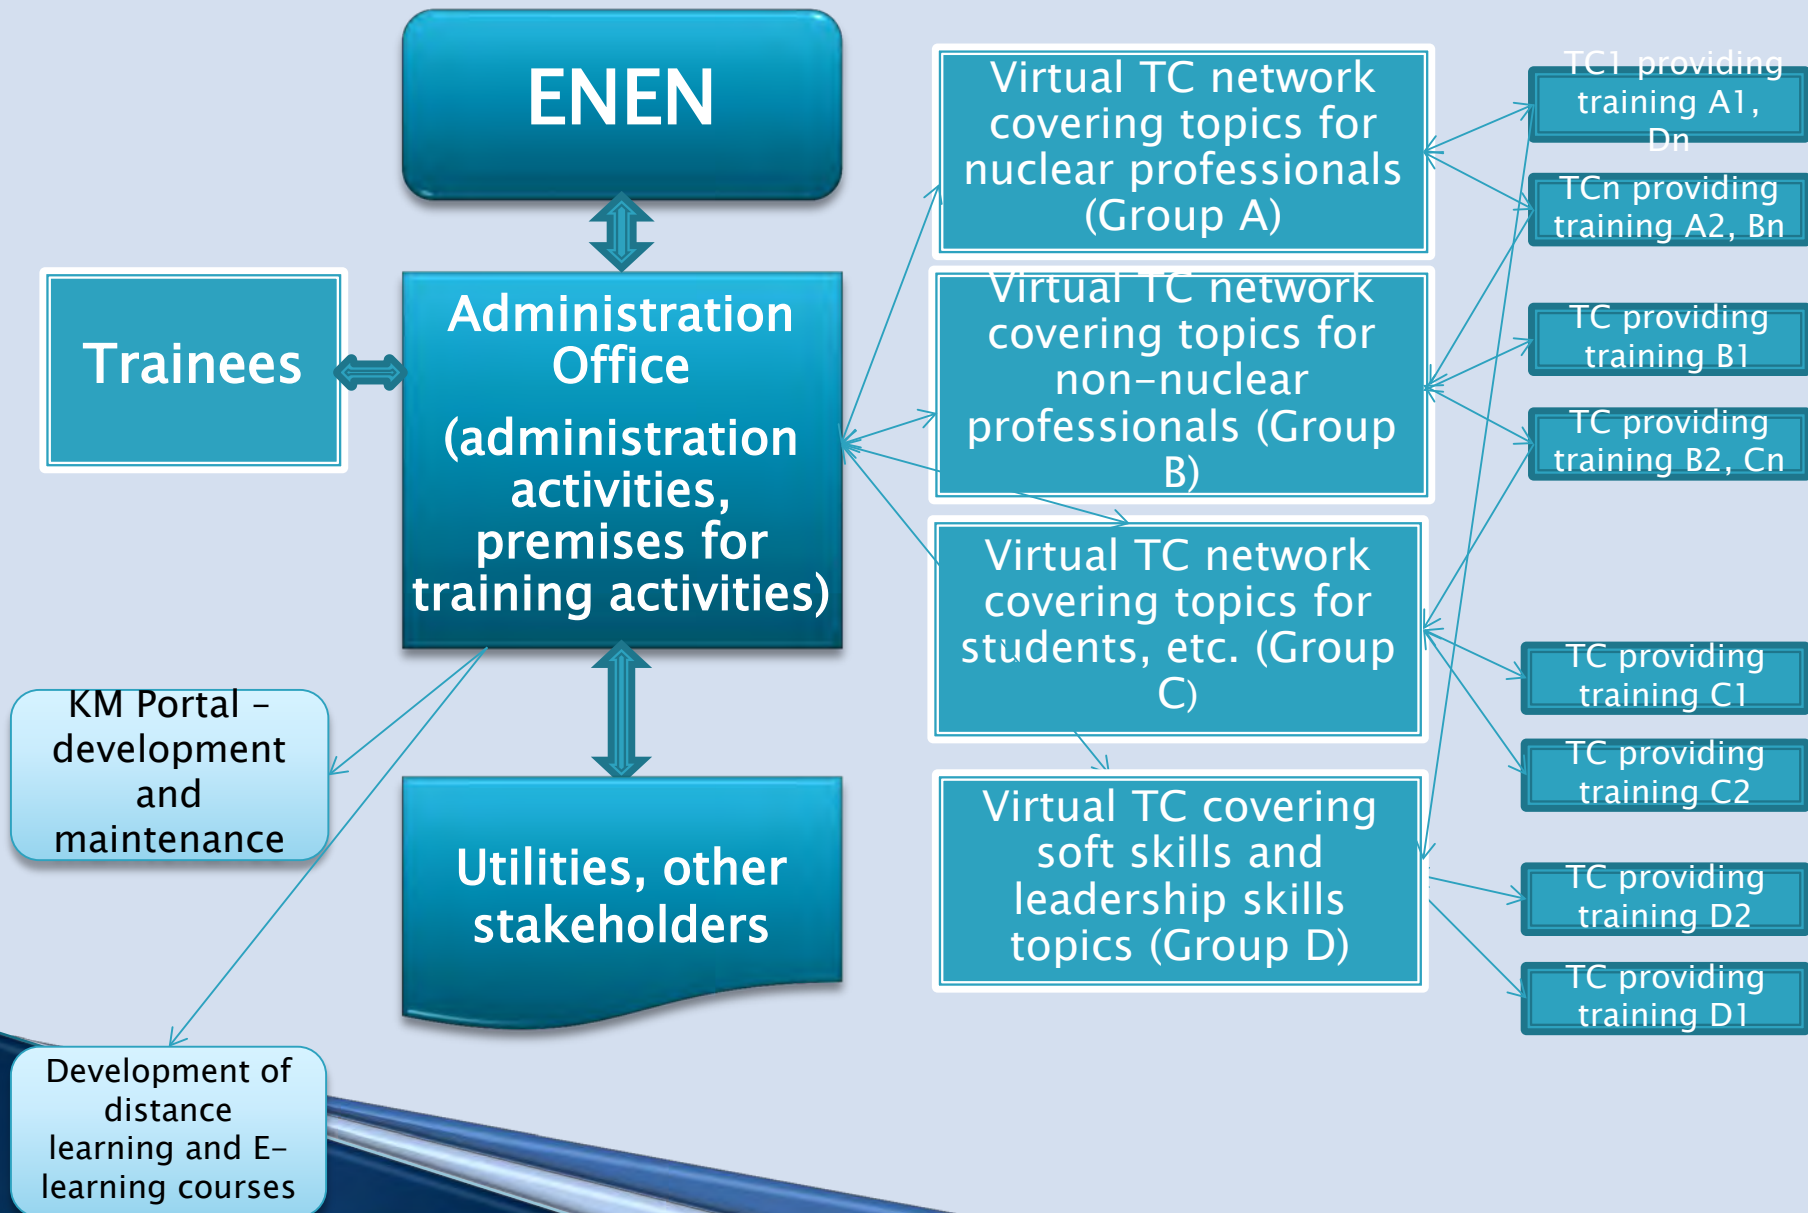 ENEN
Trainees
Administration
Office
(administration
activities,
premises for
training activities)
KM Portal –
development
and
maintenance
Utilities, other
stakeholders
Development of
distance
learning and E-
learning courses
Virtual TC network
covering topics for
nuclear professionals
(Group A)
Virtual TC network
covering topics for
non-nuclear
professionals (Group
B)
Virtual TC network
covering topics for
students, etc. (Group
C)
Virtual TC covering
soft skills and
leadership skills
topics (Group D)
TC1 providing
training A1,
Dn
TCn providing
training A2, Bn
TC providing
training B1
TC providing
training B2, Cn
TC providing
training C1
TC providing
training C2
TC providing
training D2
TC providing
training D1